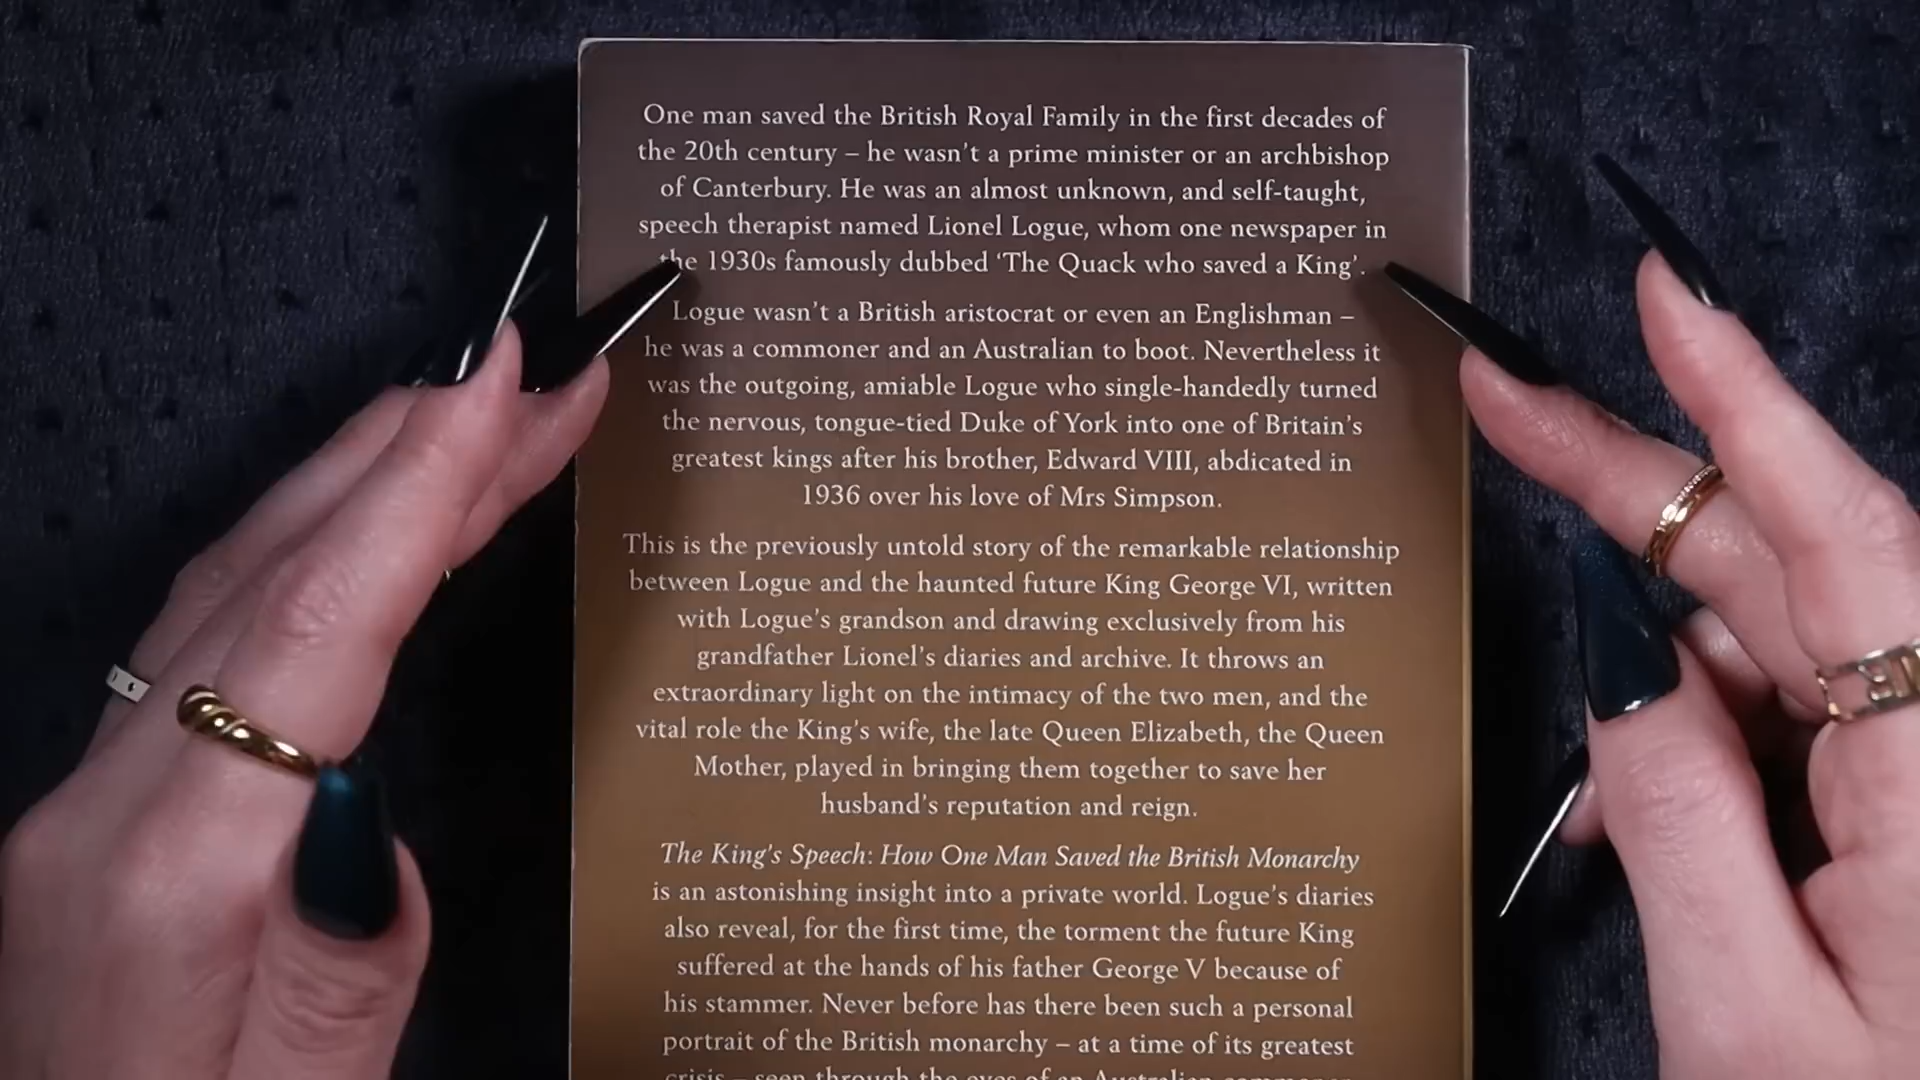 One man saved the British Royal Family in the first decades of
the 20th century – he wasn’t a prime minister or an archbishop
of Canterbury. He was an almost unknown, and self-taught,
speech therapist named Lionel Logue, whom one newspaper in
the 1930s famously dubbed ‘The Quack who saved a King’.
Logue wasn’t a British aristocrat or even an Englishman –
he was a commoner and an Australian to boot. Nevertheless it
was the outgoing, amiable Logue who single-handedly turned
the nervous, tongue-tied Duke of York into one of Britain’s
greatest kings after his brother, Edward VIII, abdicated in
1936 over his love of Mrs Simpson.
This is the previously untold story of the remarkable relationship
between Logue and the haunted future King George VI, written
with Logue’s grandson and drawing exclusively from his
grandfather Lionel’s diaries and archive. It throws an
extraordinary light on the intimacy of the two men, and the
vital role the King’s wife, the late Queen Elizabeth, the Queen
Mother, played in bringing them together to save her
husband’s reputation and reign.
The King’s Speech: How One Man Saved the British Monarchy
is an astonishing insight into a private world. Logue’s diaries
also reveal, for the first time, the torment the future King
suffered at the hands of his father George V because of
his stammer. Never before has there been such a personal
portrait of the British monarchy – at a time of its greatest
crisis – seen through the eyes of an Australian